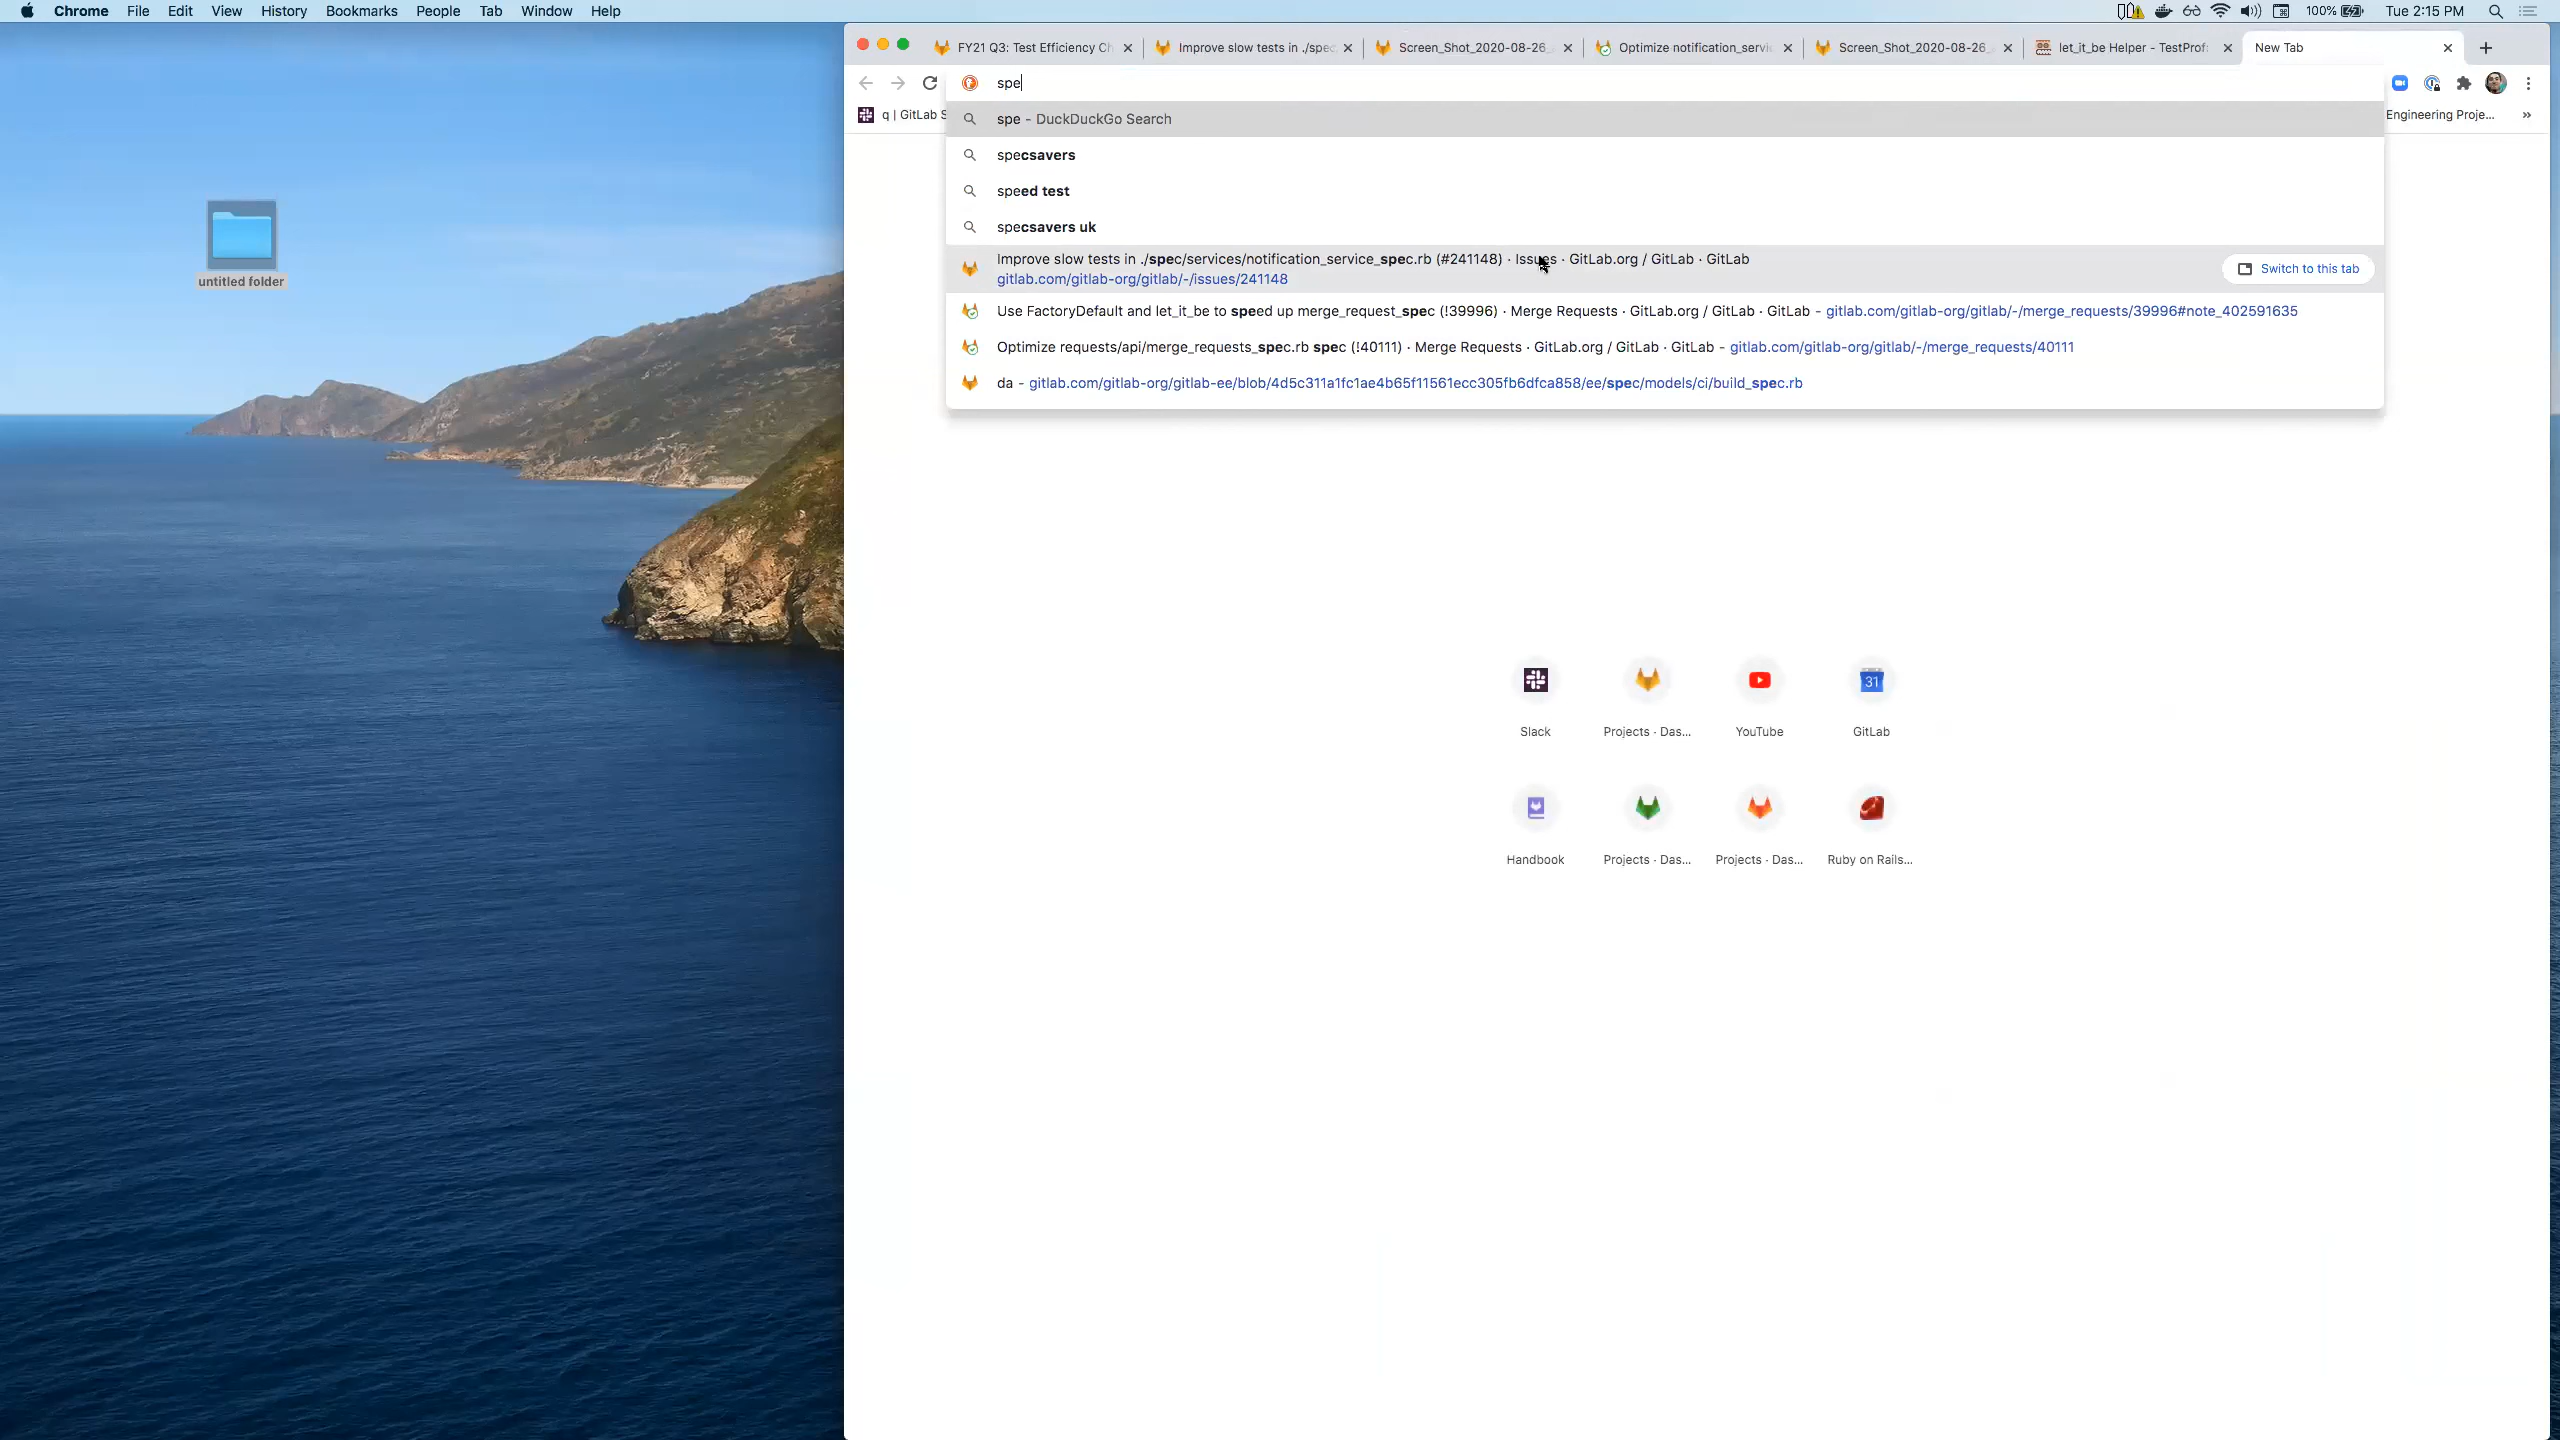 Chrome File Edit View History Bookmarks People Tab Window Help 100% Tue 2:15 PM
FY21 Q3: Test Efficiency Ch Improve slow tests in ./spec Screen_Shot_2020-08-26_ Optimize notification_servi Screen_Shot_2020-08-26_ let_it_be Helper - TestProf New Tab
spe
q | GitLab S Engineering Proje... »
spe - DuckDuckGo Search
specsavers
speed test
specsavers uk
Improve slow tests in ./spec/services/notification_service_spec.rb (#241148) · Issues · GitLab.org / GitLab · GitLab
gitlab.com/gitlab-org/gitlab/-/issues/241148
Switch to this tab
Use FactoryDefault and let_it_be to speed up merge_request_spec (!39996) · Merge Requests · GitLab.org / GitLab · GitLab - gitlab.com/gitlab-org/gitlab/-/merge_requests/39996#note_402591635
Optimize requests/api/merge_requests_spec.rb spec (!40111) · Merge Requests · GitLab.org / GitLab · GitLab - gitlab.com/gitlab-org/gitlab/-/merge_requests/40111
da - gitlab.com/gitlab-org/gitlab-ee/blob/4d5c311a1fc1ae4b65f11561ecc305fb6dfca858/ee/spec/models/ci/build_spec.rb
untitled folder
31
Slack Projects · Das... YouTube GitLab
Handbook Projects · Das... Projects · Das... Ruby on Rails...